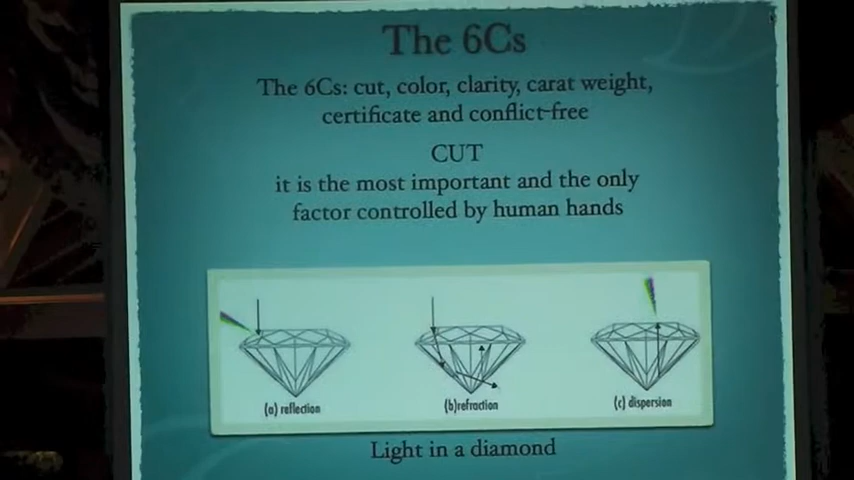 The 6Cs
The 6Cs: cut, color, clarity, carat weight,
certificate and conflict-free
CUT
it is the most important and the only
factor controlled by human hands
(a) reflection
(b)refraction
(c) dispersion
Light in a diamond